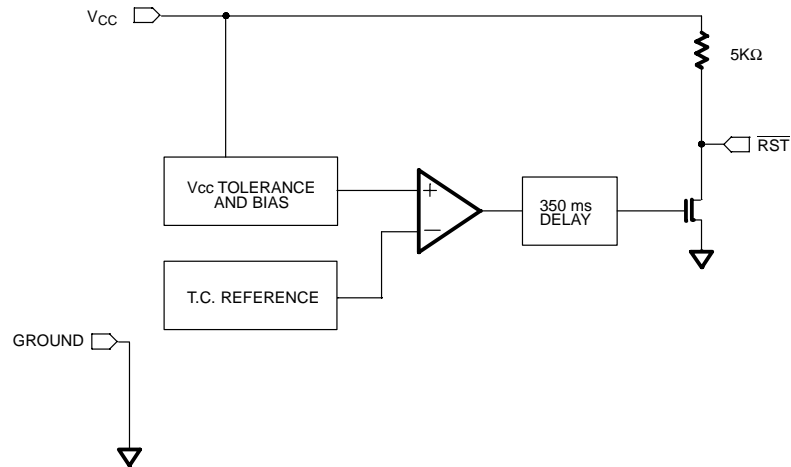 VCC
5KΩ
RST
Vcc TOLERANCE
AND BIAS
+
−
350 ms
DELAY
T.C. REFERENCE
GROUND